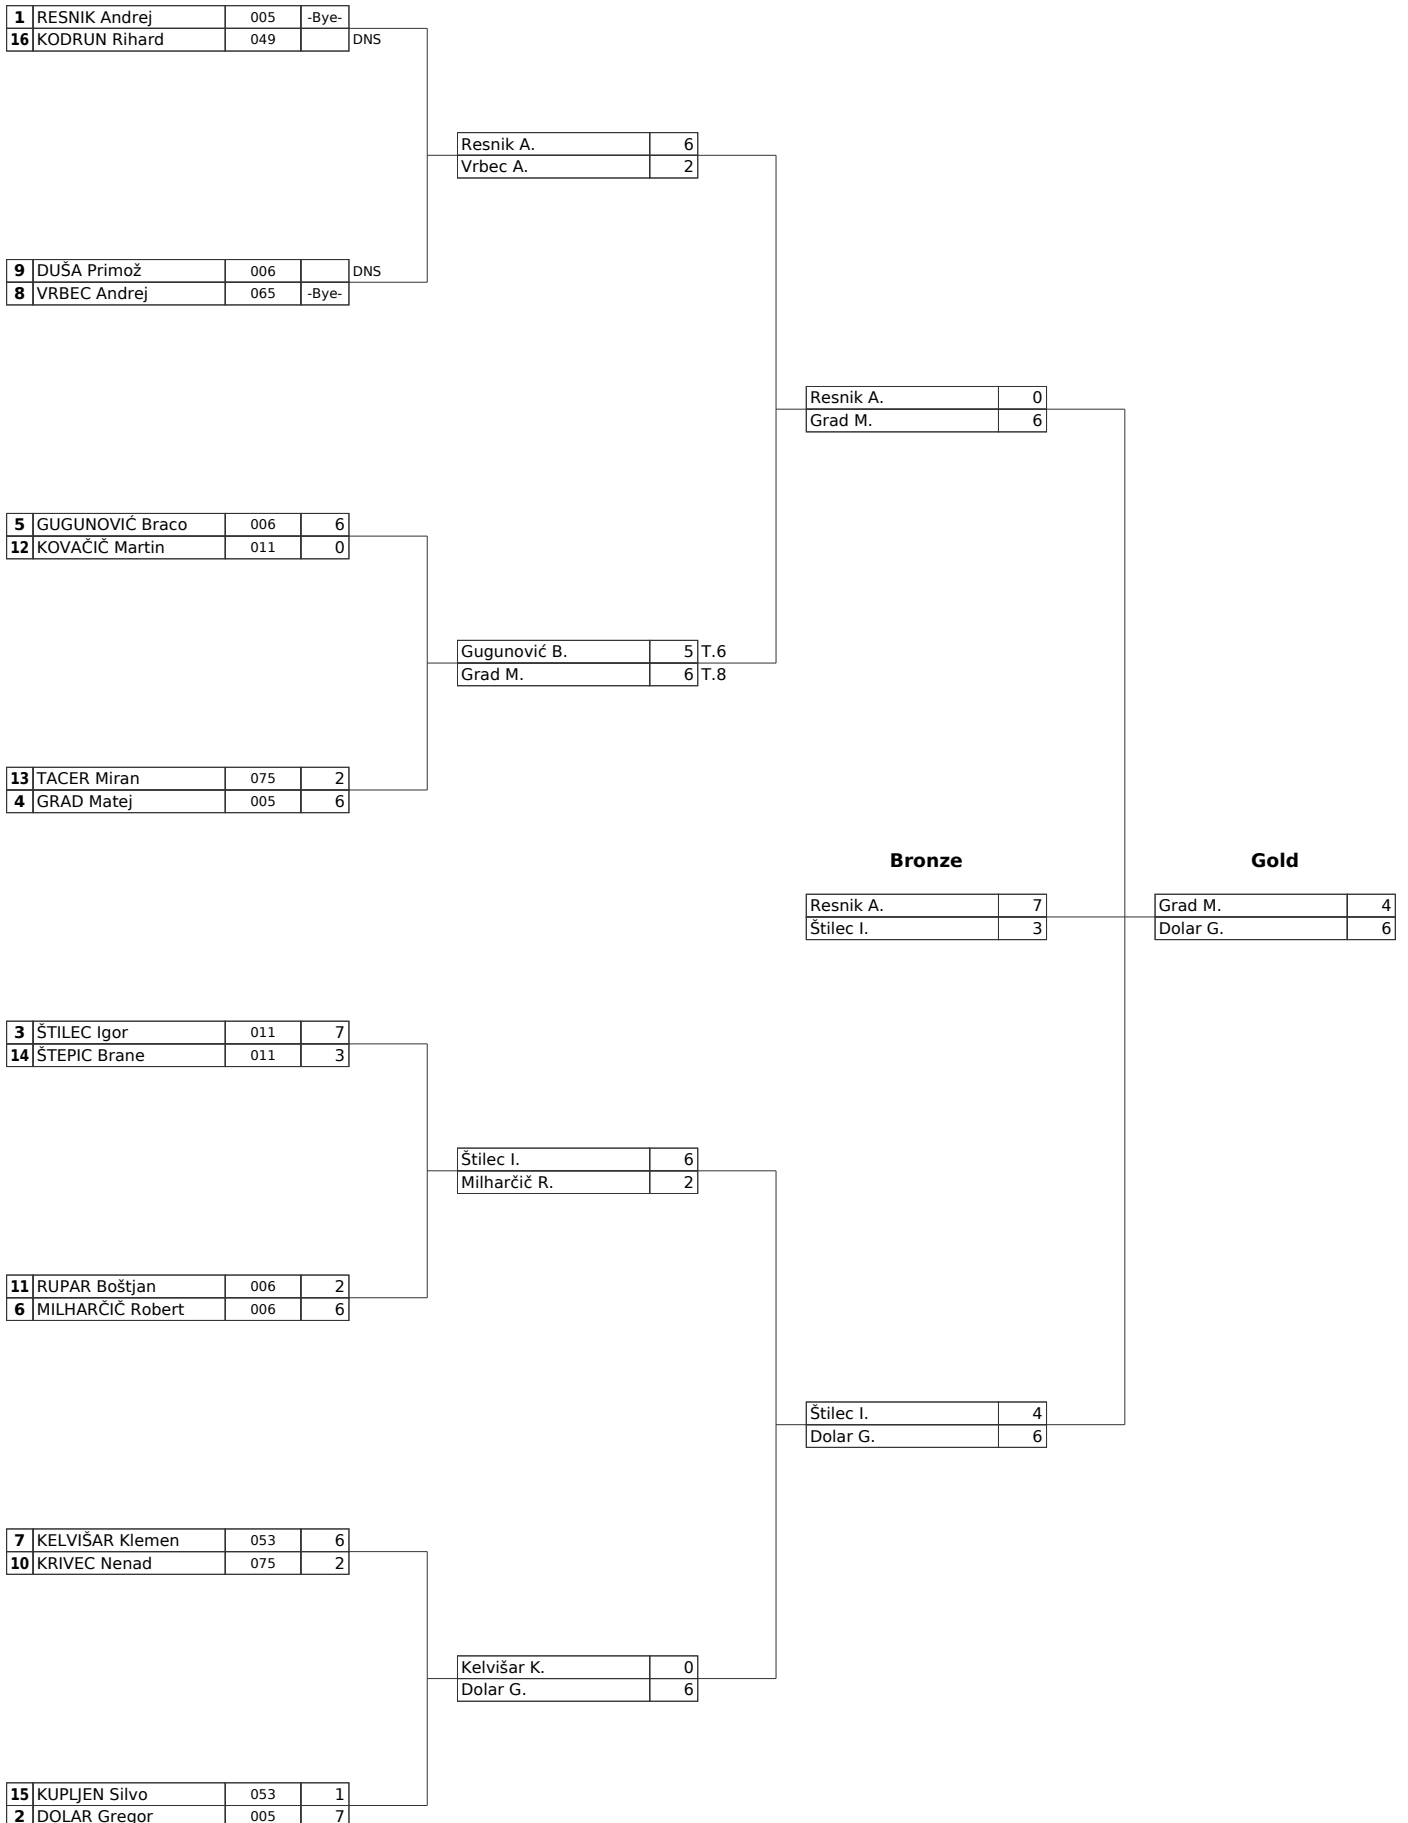 1 RESNIK Andrej 005 -Bye-
16 KODRUN Rihard 049 DNS
Resnik A. 6
Vrbec A. 2
9 DUŠA Primož 006 DNS
8 VRBEC Andrej 065 -Bye-
Resnik A. 0
Grad M. 6
5 GUGUNOVIĆ Braco 006 6
12 KOVAČIČ Martin 011 0
Gugunović B. 5 T.6
Grad M. 6 T.8
13 TACER Miran 075 2
4 GRAD Matej 005 6
Bronze Gold
Resnik A. 7 Grad M. 4
Štilec I. 3 Dolar G. 6
3 ŠTILEC Igor 011 7
14 ŠTEPIC Brane 011 3
Štilec I. 6
Milharčič R. 2
11 RUPAR Boštjan 006 2
6 MILHARČIČ Robert 006 6
Štilec I. 4
Dolar G. 6
7 KELVIŠAR Klemen 053 6
10 KRIVEC Nenad 075 2
Kelvišar K. 0
Dolar G. 6
15 KUPLJEN Silvo 053 1
2 DOLAR Gregor 005 7